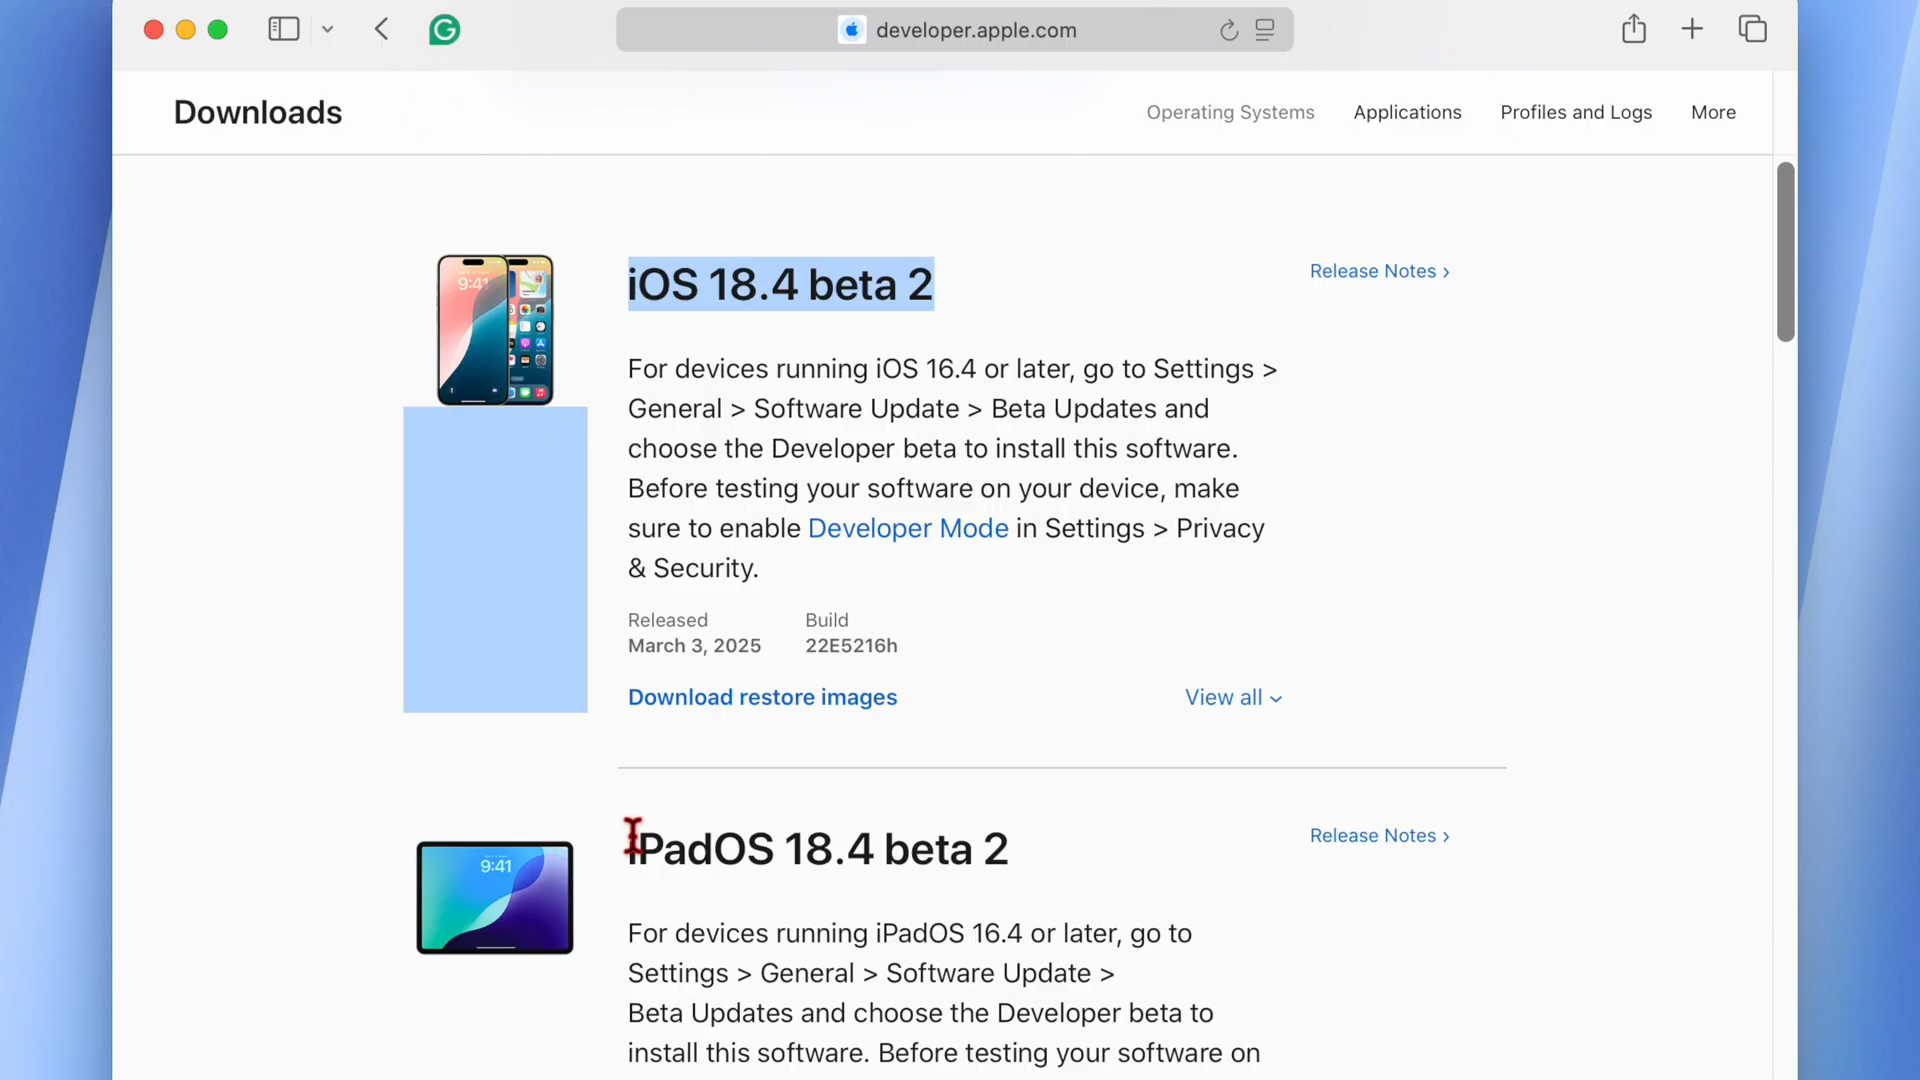 developer.apple.com
Downloads
Operating Systems
Applications
Profiles and Logs
More
9:41
iOS 18.4 beta 2
Release Notes ›
For devices running iOS 16.4 or later, go to Settings >
General > Software Update > Beta Updates and
choose the Developer beta to install this software.
Before testing your software on your device, make
sure to enable Developer Mode in Settings > Privacy
& Security.
Released
Build
March 3, 2025
22E5216h
Download restore images
View all
iPadOS 18.4 beta 2
Release Notes ›
9:41
For devices running iPadOS 16.4 or later, go to
Settings > General > Software Update >
Beta Updates and choose the Developer beta to
install this software. Before testing your software on